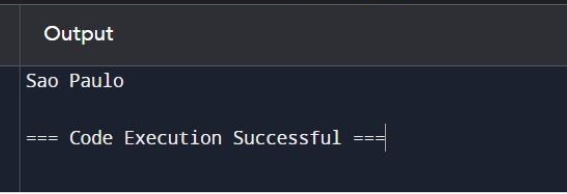 Output
Sao Paulo
=== Code Execution Successful ===